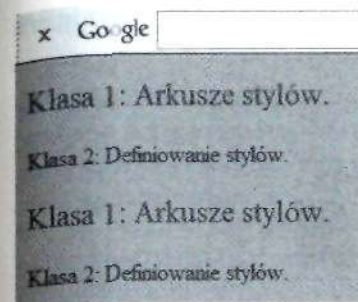 x Google
Klasa 1: Arkusze stylów.
Klasa 2: Definiowanie stylów.
Klasa 1: Arkusze stylów.
Klasa 2: Definiowanie stylów.